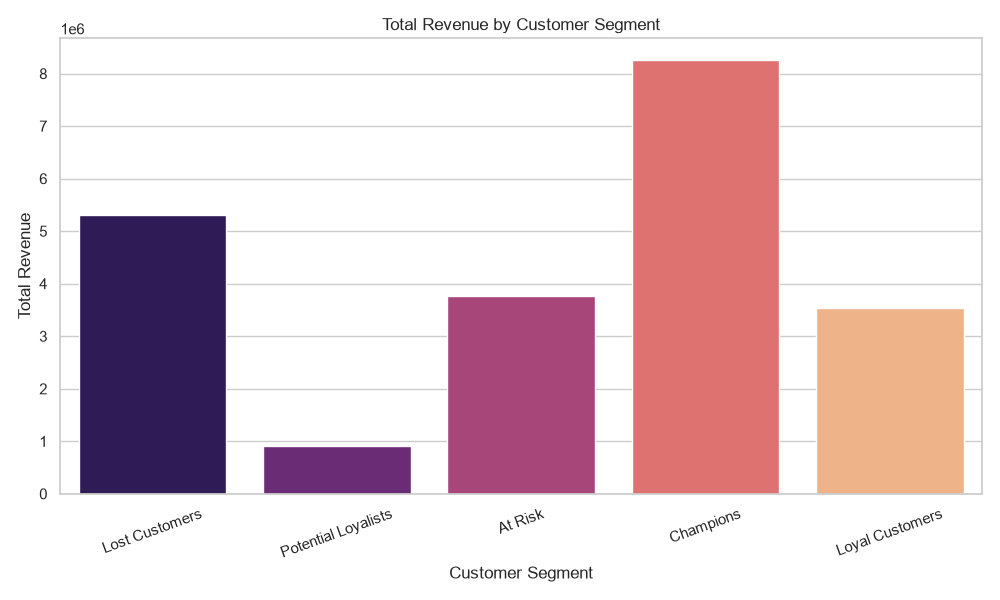 Total Revenue by Customer Segment
1e6
8
7
6
5
4
3
2
1
0
Total Revenue
Lost Customers
Potential Loyalists
At Risk
Champions
Loyal Customers
Customer Segment